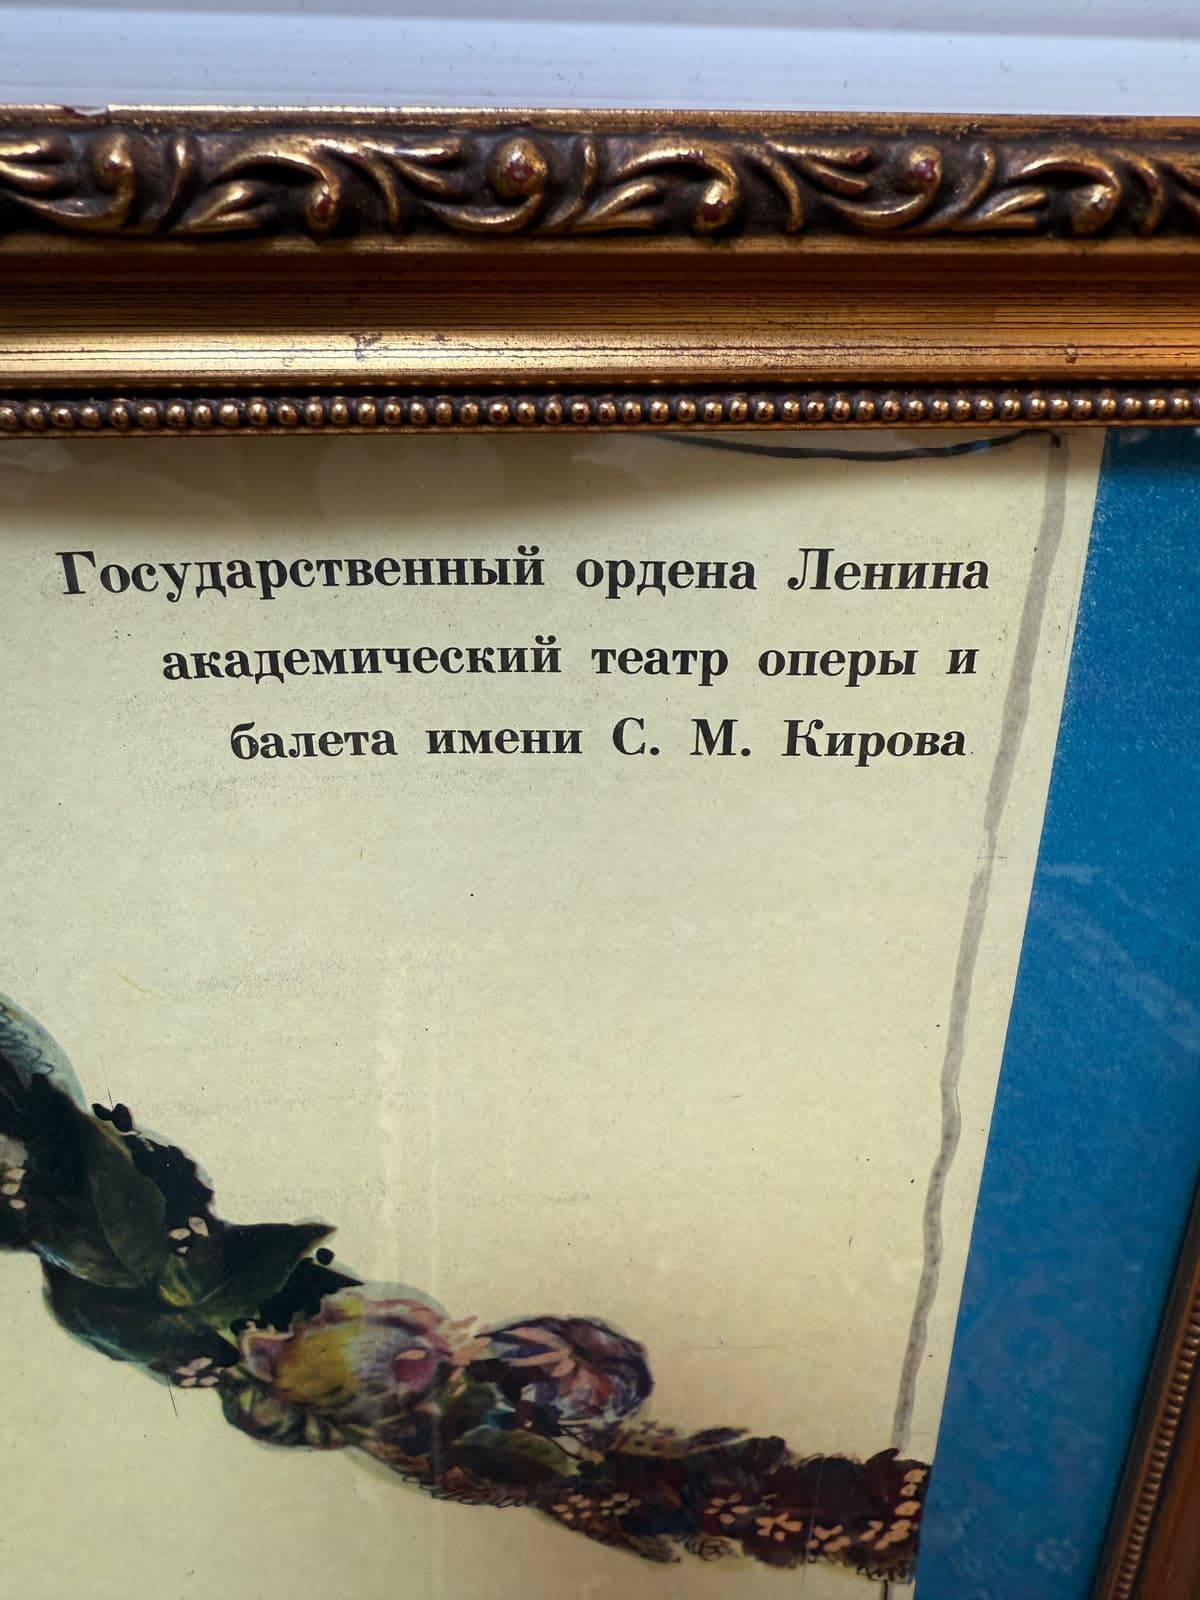 Государственный ордена Ленина
академический театр оперы и
балета имени С. М. Кирова